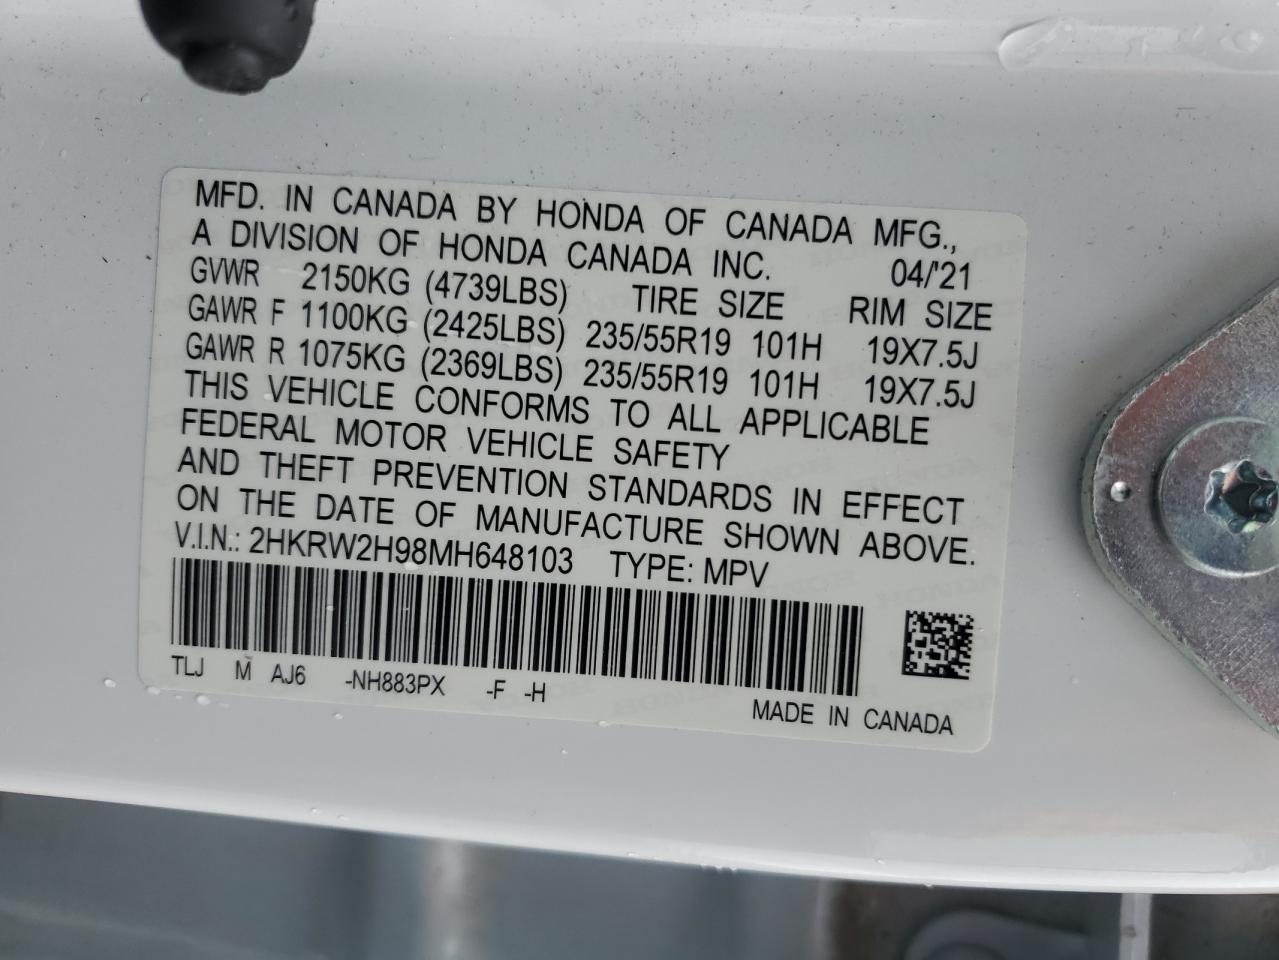 MFD. IN CANADA BY HONDA OF CANADA MFG.,
A DIVISION OF HONDA CANADA INC. 04/'21
GVWR 2150KG (4739LBS) TIRE SIZE RIM SIZE
GAWR F 1100KG (2425LBS) 235/55R19 101H 19X7.5J
GAWR R 1075KG (2369LBS) 235/55R19 101H 19X7.5J
THIS VEHICLE CONFORMS TO ALL APPLICABLE
FEDERAL MOTOR VEHICLE SAFETY
AND THEFT PREVENTION STANDARDS IN EFFECT
ON THE DATE OF MANUFACTURE SHOWN ABOVE.
V.I.N.: 2HKRW2H98MH648103 TYPE: MPV
TLJ M AJ6 -NH883PX -F -H
MADE IN CANADA